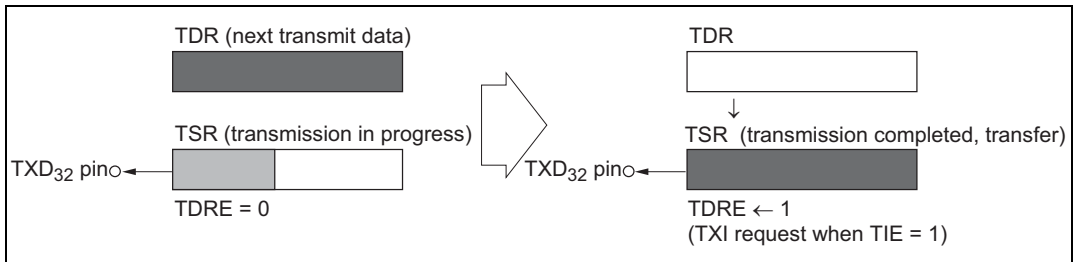 TDR (next transmit data)
TSR (transmission in progress)
TXD32 pin
TDRE = 0
TDR
↓
TSR (transmission completed, transfer)
TXD32 pin
TDRE ← 1
(TXI request when TIE = 1)